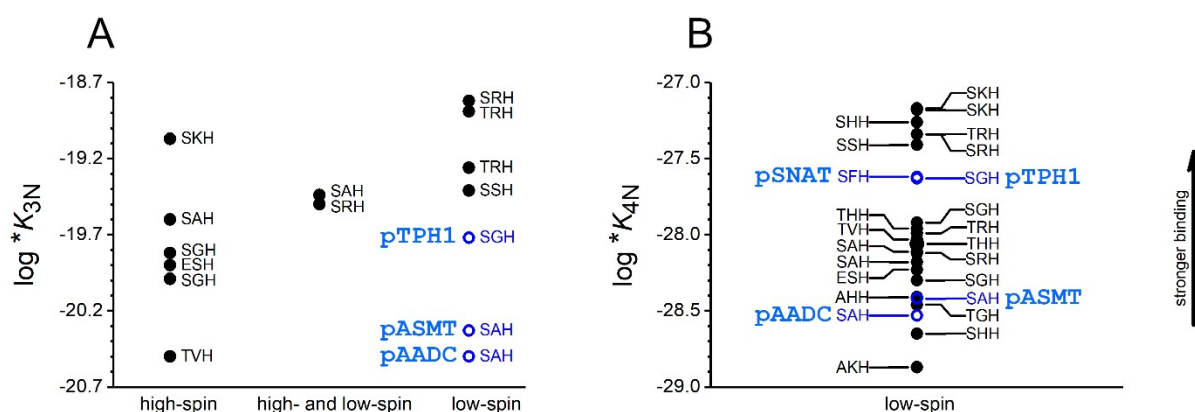 A
log *K3N
-18.7
-19.2
-19.7
-20.2
-20.7
SKH
SAH
SGH
ESH
SGH
TVH
SAH
SRH
SRH
TRH
TRH
SSH
pTPH1 SGH
pASMT SAH
pAADC SAH
high-spin
high- and low-spin
low-spin
B
log *K4N
-27.0
-27.5
-28.0
-28.5
-29.0
SKH
SKH
SHH
TRH
SSH
SRH
pSNAT SFH SGH pTPH1
SGH
THH
TRH
TVH
THH
SAH
SRH
SAH
ESH
SGH
AHH SAH pASMT
pAADC SAH TGH
SHH
AKH
low-spin
stronger binding